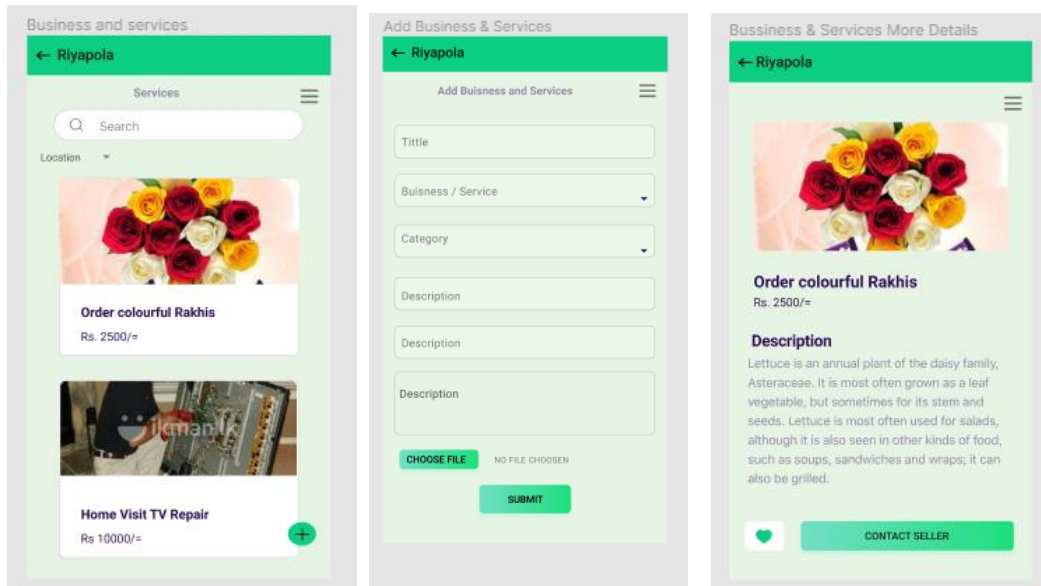 Business and services
← Riyapola
Services
Search
Location
Order colourful Rakhis
Rs. 2500/=
ikman.lk
Home Visit TV Repair
Rs 10000/=
Add Business & Services
← Riyapola
Add Buisness and Services
Tittle
Buisness / Service
Category
Description
Description
Description
CHOOSE FILE NO FILE CHOOSEN
SUBMIT
Bussiness & Services More Details
← Riyapola
Order colourful Rakhis
Rs. 2500/=
Description
Lettuce is an annual plant of the daisy family,
Asteraceae. It is most often grown as a leaf
vegetable, but sometimes for its stem and
seeds. Lettuce is most often used for salads,
although it is also seen in other kinds of food,
such as soups, sandwiches and wraps; it can
also be grilled.
CONTACT SELLER